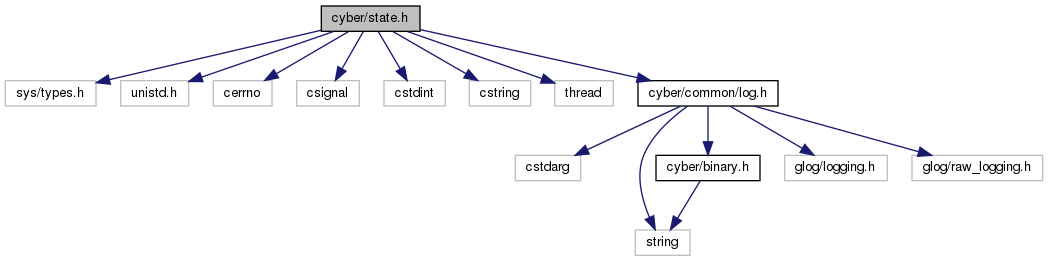 cyber/state.h
sys/types.h
unistd.h
cerrno
csignal
cstdint
cstring
thread
cyber/common/log.h
cstdarg
cyber/binary.h
glog/logging.h
glog/raw_logging.h
string